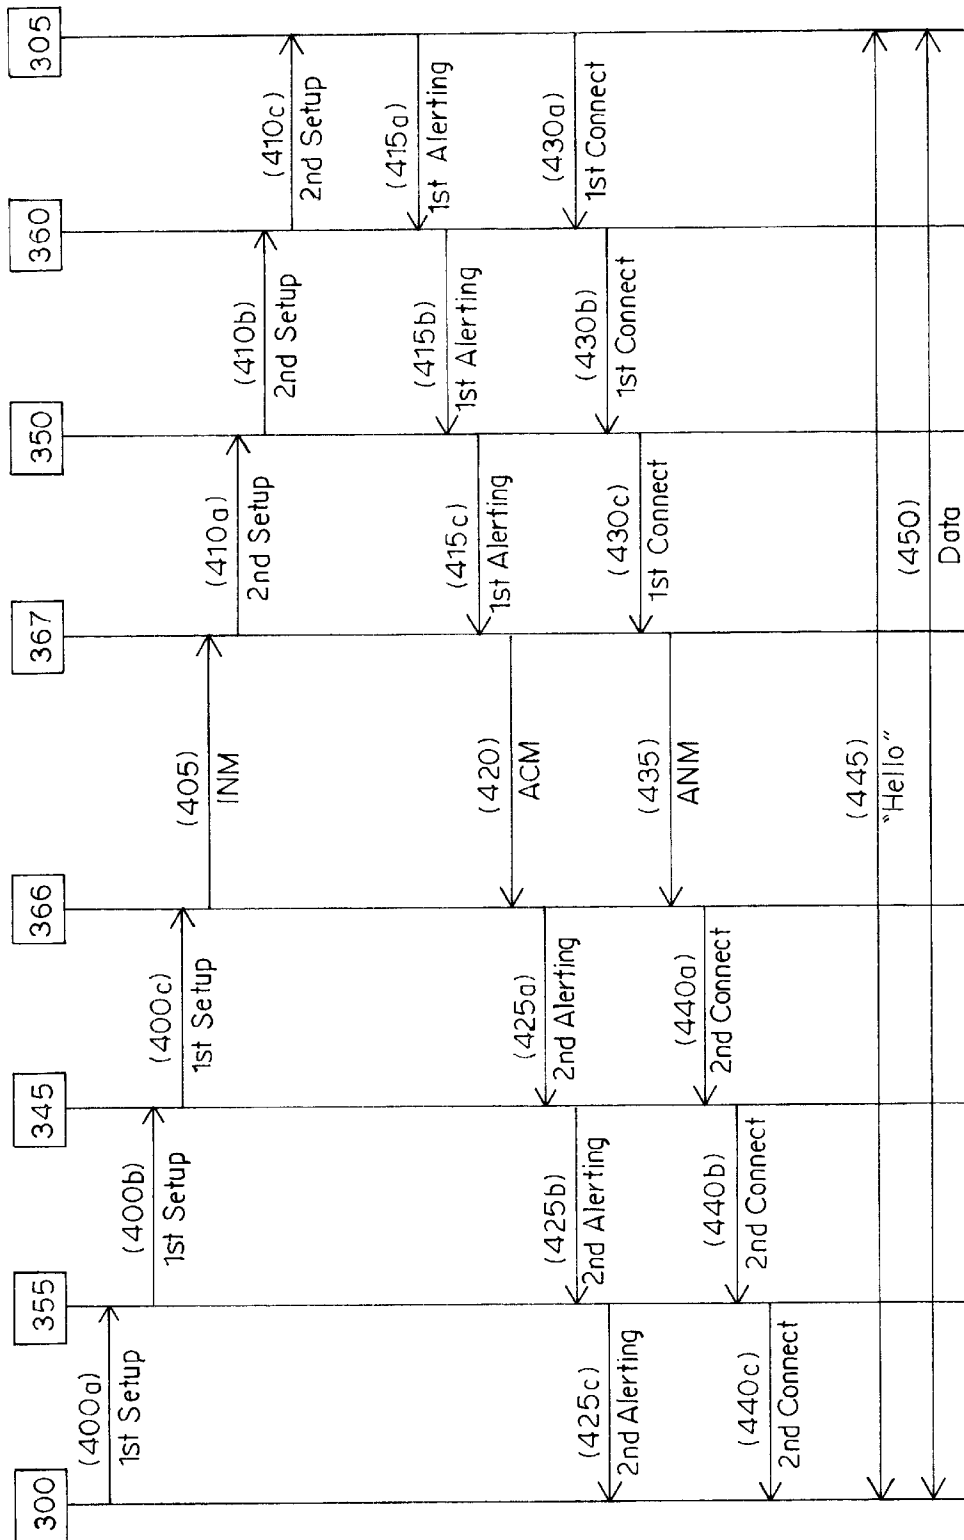 300
355
345
366
367
350
360
305
(400a)
1st Setup
(400b)
1st Setup
(400c)
1st Setup
(405)
INM
(410a)
2nd Setup
(410b)
2nd Setup
(410c)
2nd Setup
(415a)
1st Alerting
(415b)
1st Alerting
(415c)
1st Alerting
(420)
ACM
(425a)
2nd Alerting
(425b)
2nd Alerting
(425c)
2nd Alerting
(430a)
1st Connect
(430b)
1st Connect
(430c)
1st Connect
(435)
ANM
(440a)
2nd Connect
(440b)
2nd Connect
(440c)
2nd Connect
(445)
"Hello"
(450)
Data